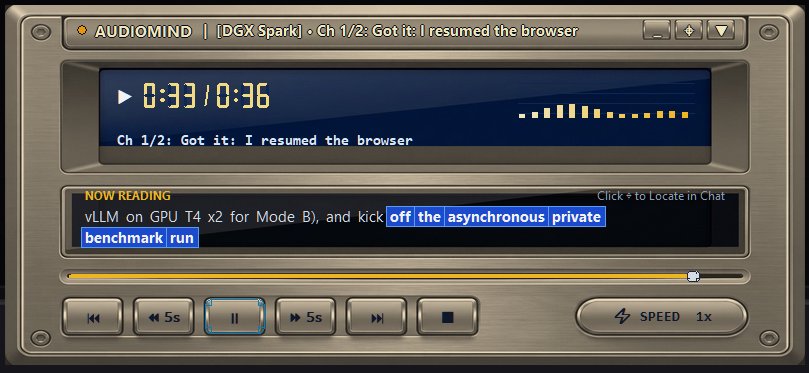 AUDIOMIND | [DGX Spark] • Ch 1/2: Got it: I resumed the browser
0:33/0:36
Ch 1/2: Got it: I resumed the browser
NOW READING
Click ⌖ to Locate in Chat
vLLM on GPU T4 x2 for Mode B), and kick off the asynchronous private
benchmark run
5s
5s
SPEED 1x